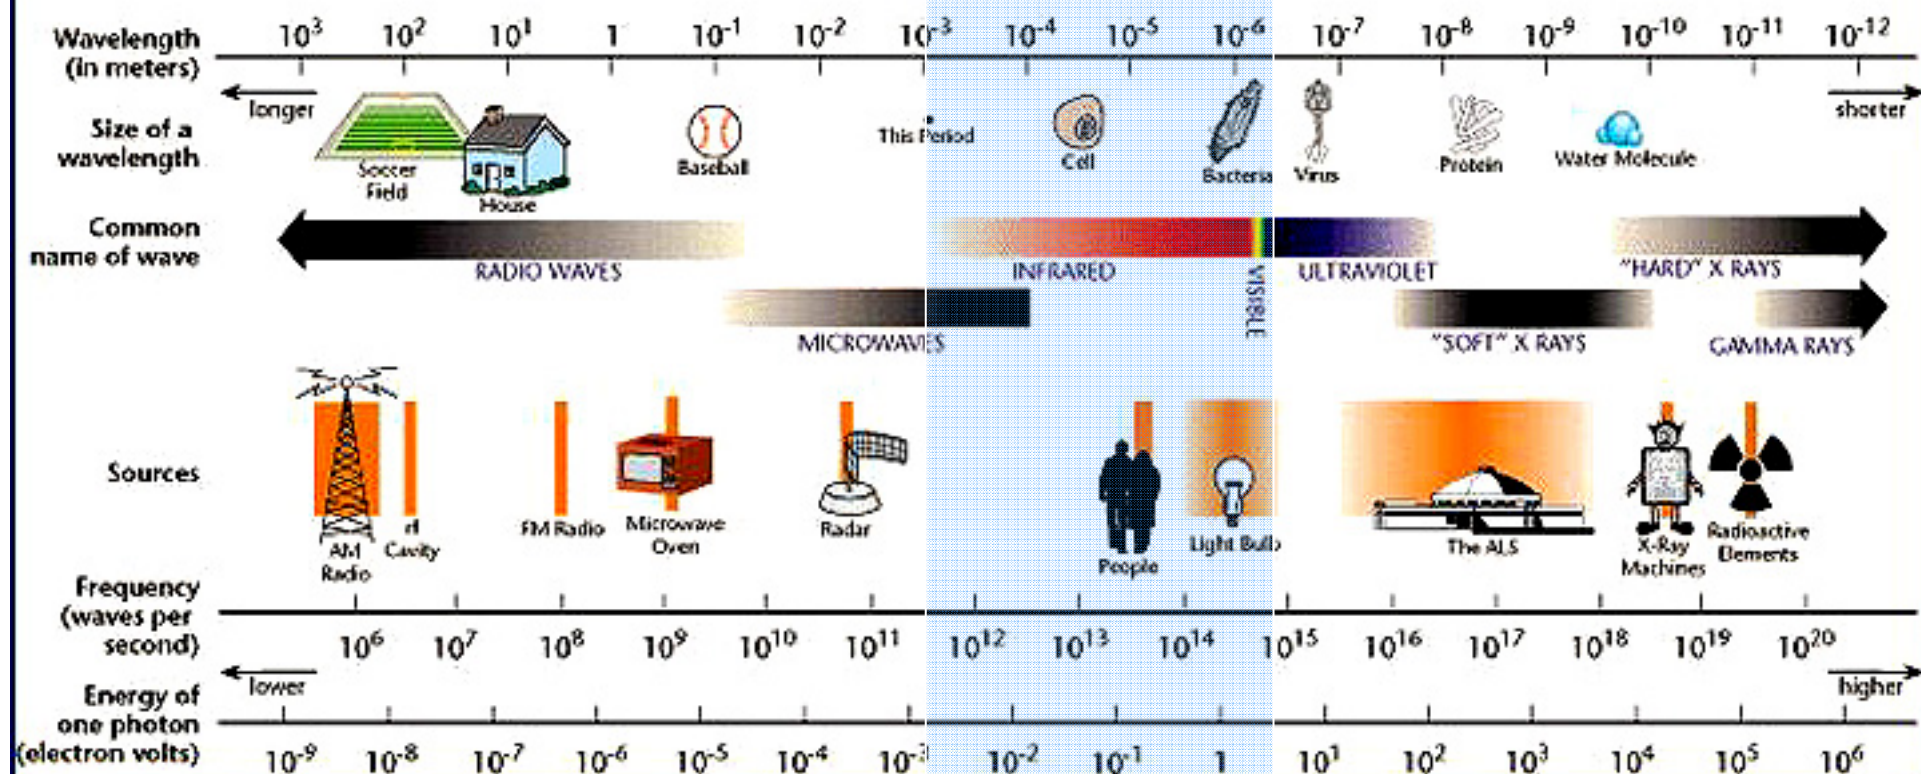 Wavelength
(in meters)
10³ 10² 10¹ 1 10⁻¹ 10⁻² 10⁻³ 10⁻⁴ 10⁻⁵ 10⁻⁶ 10⁻⁷ 10⁻⁸ 10⁻⁹ 10⁻¹⁰ 10⁻¹¹ 10⁻¹²
longer
shorter
Size of a
wavelength
Soccer
Field
House
Baseball
This Period
Cell
Bacteria
Virus
Protein
Water Molecule
Common
name of wave
RADIO WAVES
INFRARED
VISIBLE
ULTRAVIOLET
"HARD" X RAYS
MICROWAVES
"SOFT" X RAYS
GAMMA RAYS
Sources
AM
Radio
rf
Cavity
FM Radio
Microwave
Oven
Radar
People
Light Bulb
The ALS
X-Ray
Machines
Radioactive
Elements
Frequency
(waves per
second)
10⁶ 10⁷ 10⁸ 10⁹ 10¹⁰ 10¹¹ 10¹² 10¹³ 10¹⁴ 10¹⁵ 10¹⁶ 10¹⁷ 10¹⁸ 10¹⁹ 10²⁰
lower
higher
Energy of
one photon
(electron volts)
10⁻⁹ 10⁻⁸ 10⁻⁷ 10⁻⁶ 10⁻⁵ 10⁻⁴ 10⁻³ 10⁻² 10⁻¹ 1 10¹ 10² 10³ 10⁴ 10⁵ 10⁶